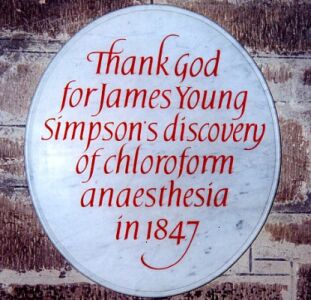 Thank God
for James Young
Simpson's discovery
of chloroform
anaesthesia
in 1847